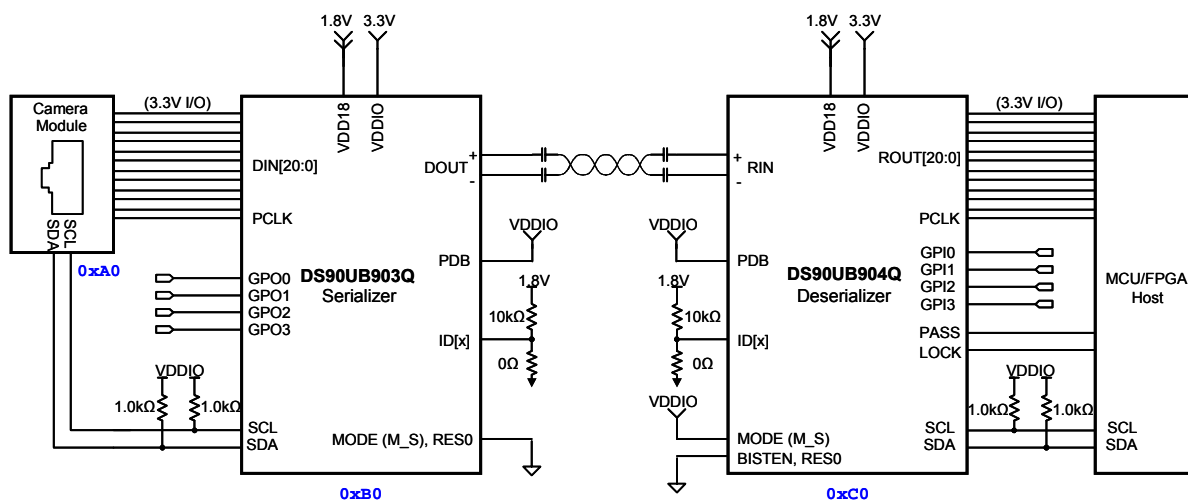 1.8V 3.3V
1.8V 3.3V
Camera
Module
SCL
SDA
0xA0
(3.3V I/O)
VDD18
VDDIO
DIN[20:0]
PCLK
DOUT
+
-
PDB
VDDIO
DS90UB903Q
Serializer
GPO0
GPO1
GPO2
GPO3
1.8V
10kΩ
ID[x]
0Ω
VDDIO
1.0kΩ
1.0kΩ
SCL
SDA
MODE (M_S), RES0
0xB0
VDD18
VDDIO
+
-
RIN
VDDIO
PDB
DS90UB904Q
Deserializer
1.8V
10kΩ
ID[x]
0Ω
VDDIO
MODE (M_S)
BISTEN, RES0
0xC0
(3.3V I/O)
ROUT[20:0]
PCLK
GPI0
GPI1
GPI2
GPI3
PASS
LOCK
VDDIO
1.0kΩ
1.0kΩ
SCL
SDA
MCU/FPGA
Host
SCL
SDA